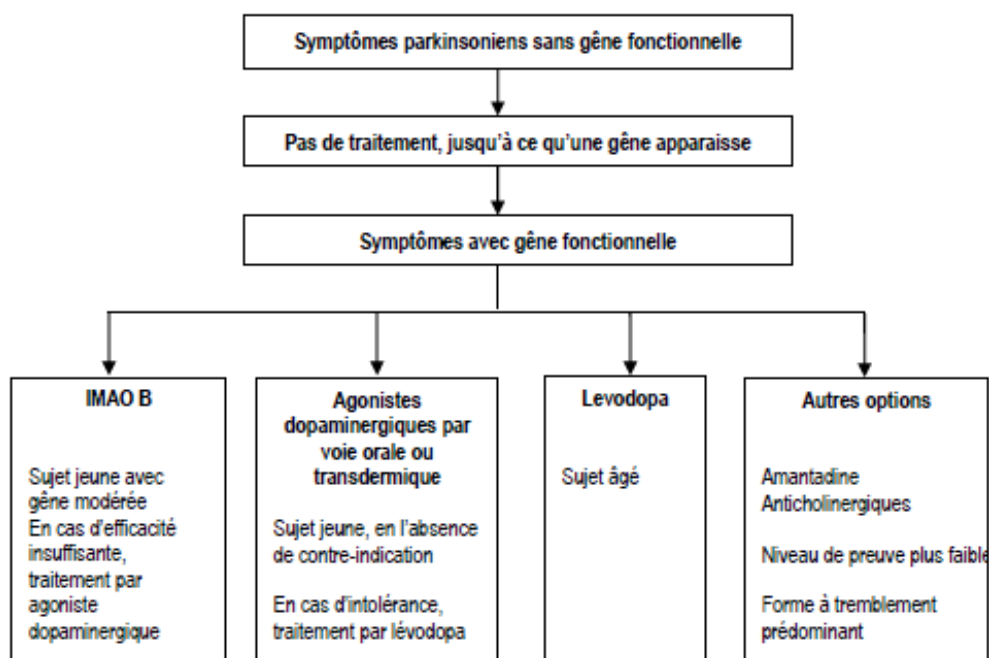 Symptômes parkinsoniens sans gêne fonctionnelle
Pas de traitement, jusqu'à ce qu'une gêne apparaisse
Symptômes avec gêne fonctionnelle
IMAO B
Sujet jeune avec
gêne modérée
En cas d'efficacité
insuffisante,
traitement par
agoniste
dopaminergique
Agonistes
dopaminergiques par
voie orale ou
transdermique
Sujet jeune, en l'absence
de contre-indication
En cas d'intolérance,
traitement par lévodopa
Levodopa
Sujet âgé
Autres options
Amantadine
Anticholinergiques
Niveau de preuve plus faible
Forme à tremblement
prédominant